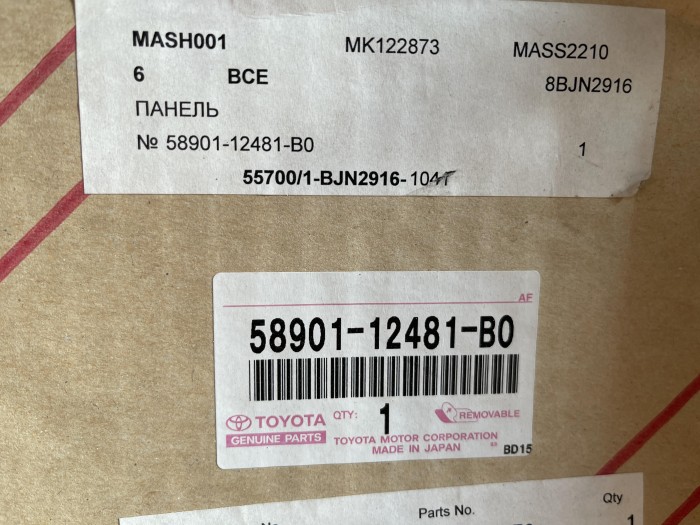 MASH001 MK122873 MASS2210
6 BCE 8BJN2916
ПАНЕЛЬ
№ 58901-12481-B0 1
55700/1-BJN2916-104T
AF
58901-12481-B0
TOYOTA QTY: 1 REMOVABLE
GENUINE PARTS TOYOTA MOTOR CORPORATION
MADE IN JAPAN BD15
Parts No. Qty
1